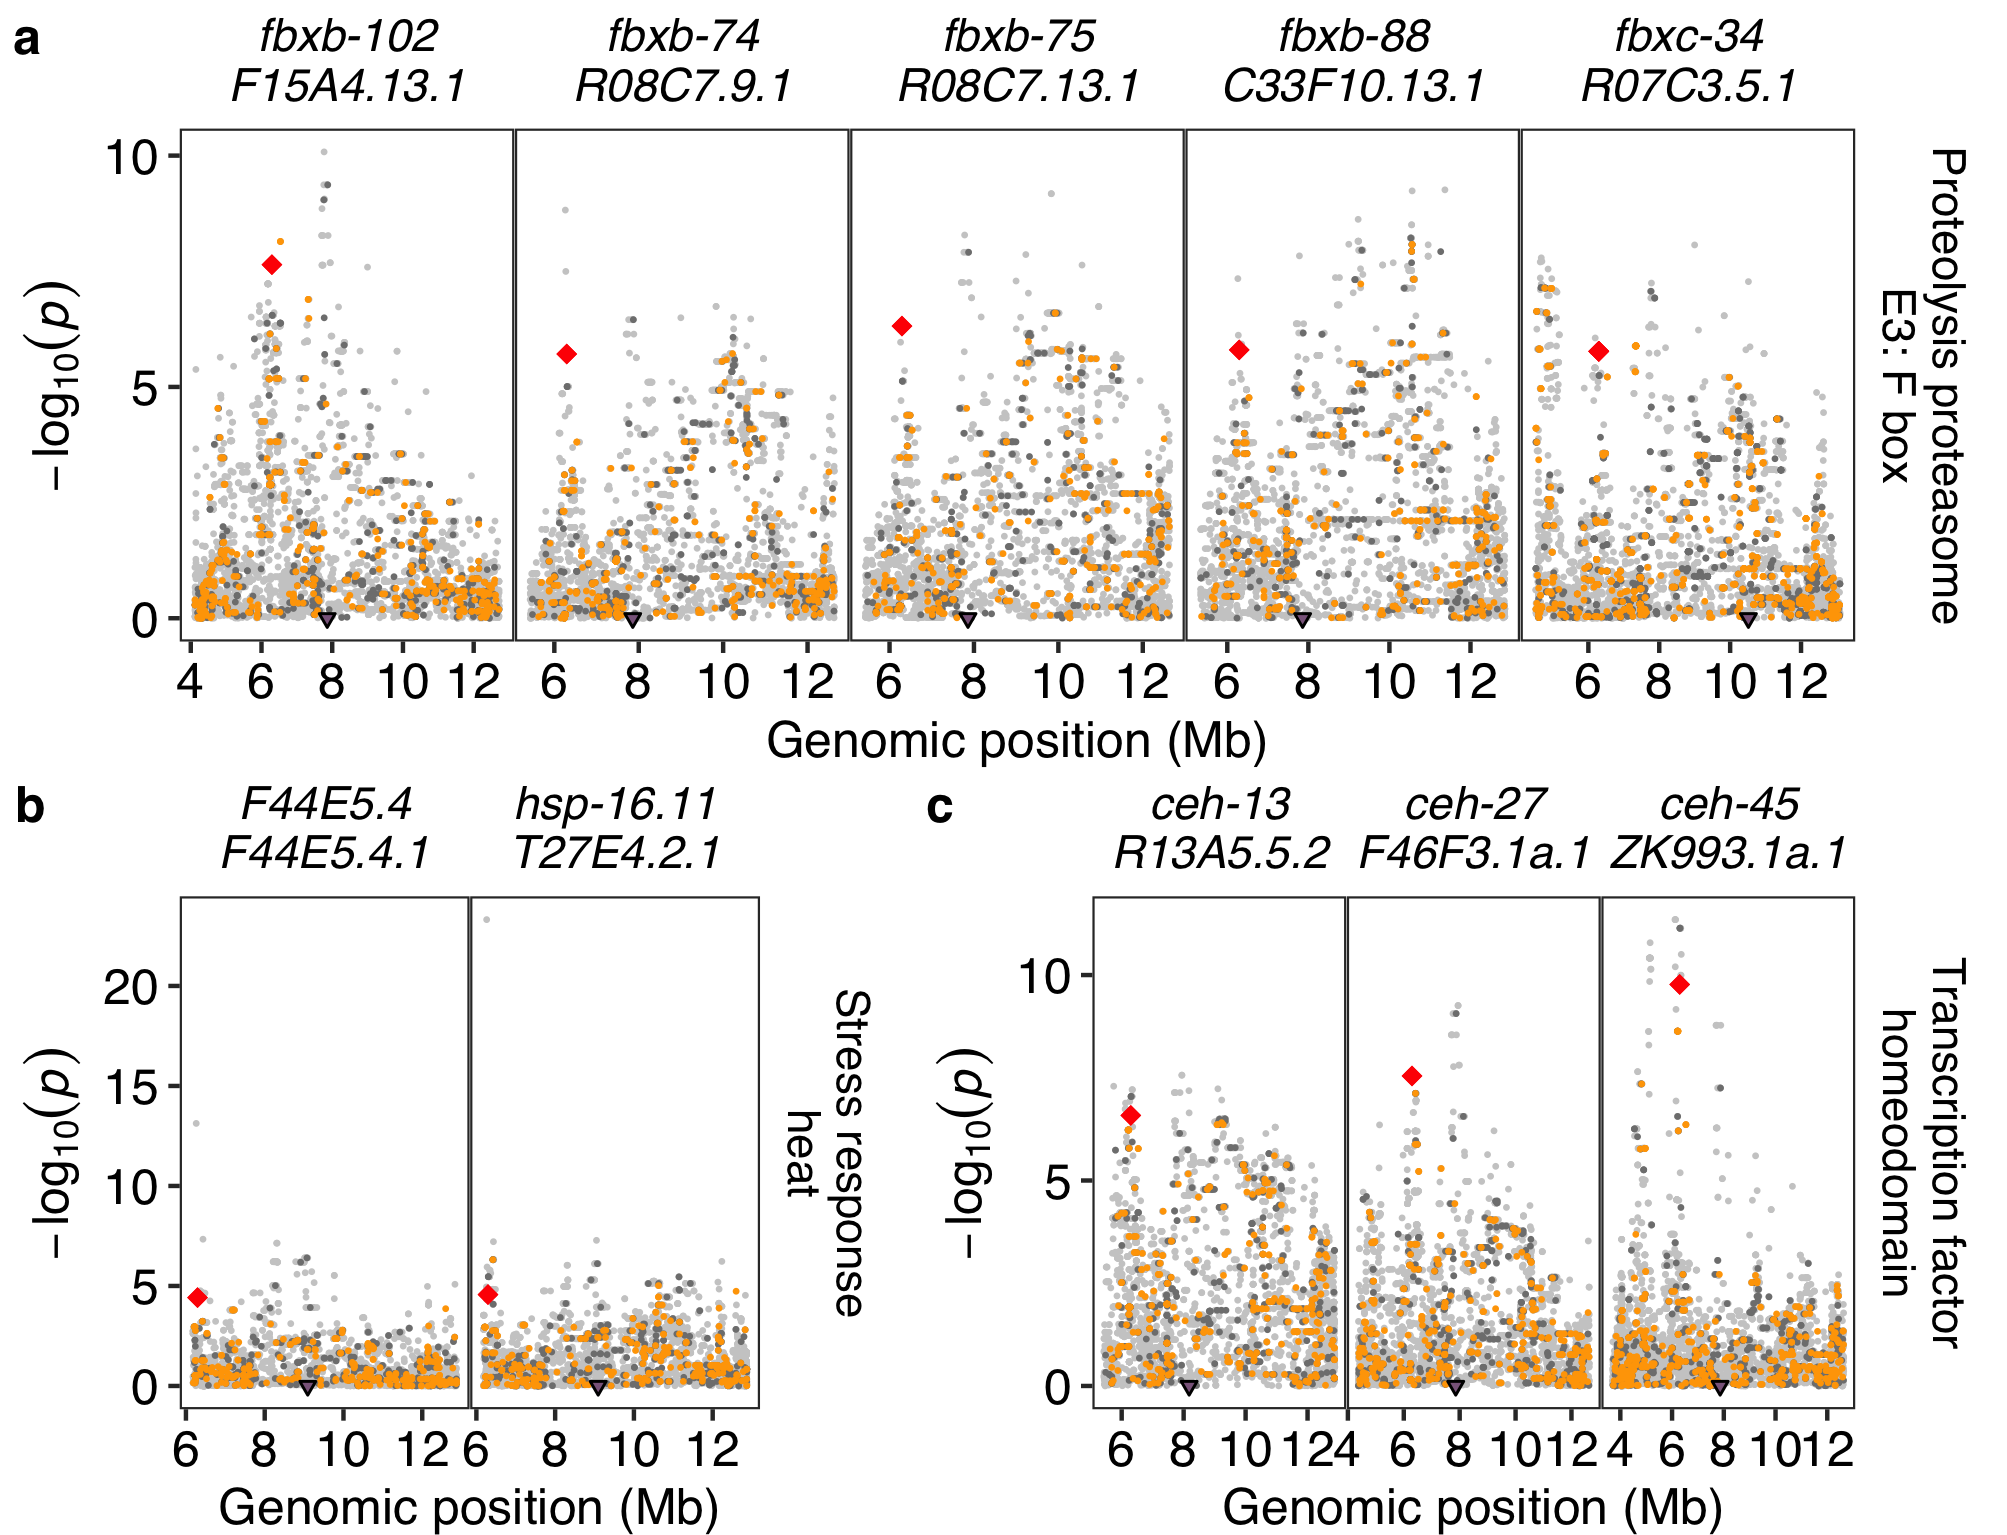 a
fbxb-102 fbxb-74 fbxb-75 fbxb-88 fbxc-34
F15A4.13.1 R08C7.9.1 R08C7.13.1 C33F10.13.1 R07C3.5.1
10
5
0
−log10(p)
4 6 8 10 12 6 8 10 12 6 8 10 12 6 8 10 12 6 8 10 12
Genomic position (Mb)
Proteolysis proteasome
E3: F box
b
F44E5.4 hsp-16.11
F44E5.4.1 T27E4.2.1
20
15
10
5
0
−log10(p)
6 8 10 12 6 8 10 12
Genomic position (Mb)
Stress response
heat
c
ceh-13 ceh-27 ceh-45
R13A5.5.2 F46F3.1a.1 ZK993.1a.1
10
5
0
−log10(p)
6 8 10 12 4 6 8 10 12 4 6 8 10 12
Genomic position (Mb)
Transcription factor
homeodomain